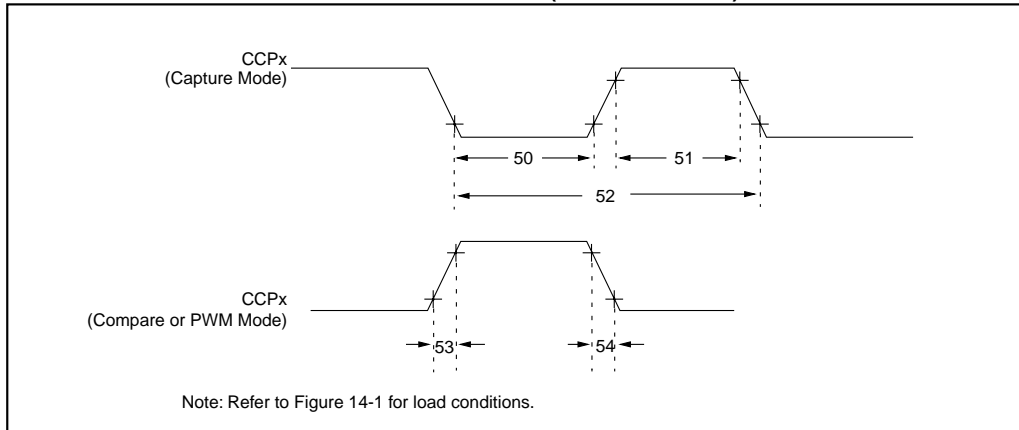 CCPx
(Capture Mode)
50
51
52
CCPx
(Compare or PWM Mode)
53
54
Note: Refer to Figure 14-1 for load conditions.